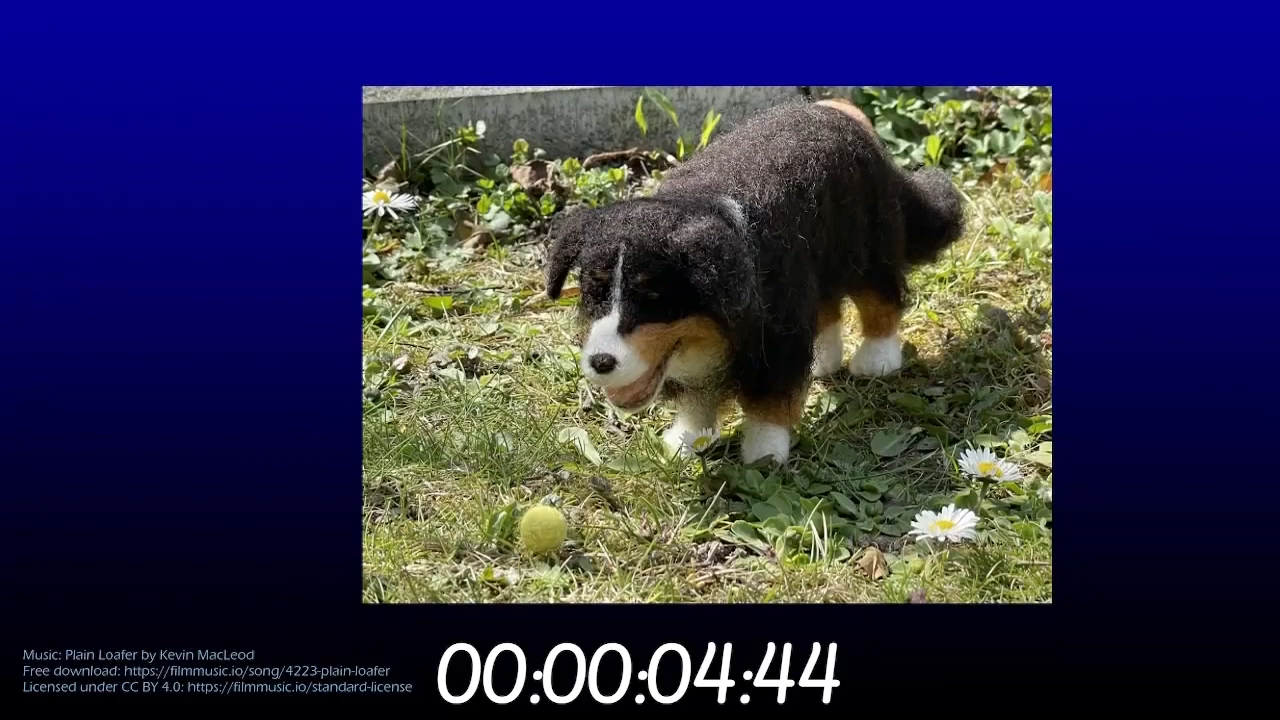 Music: Plain Loafer by Kevin MacLeod
Free download: https://filmmusic.io/song/4223-plain-loafer
Licensed under CC BY 4.0: https://filmmusic.io/standard-license
00:00:04:44